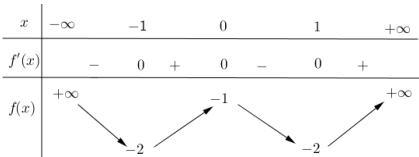 x −∞ −1 0 1 +∞
f′(x) − 0 + 0 − 0 +
+∞ −1 +∞
f(x)
−2 −2